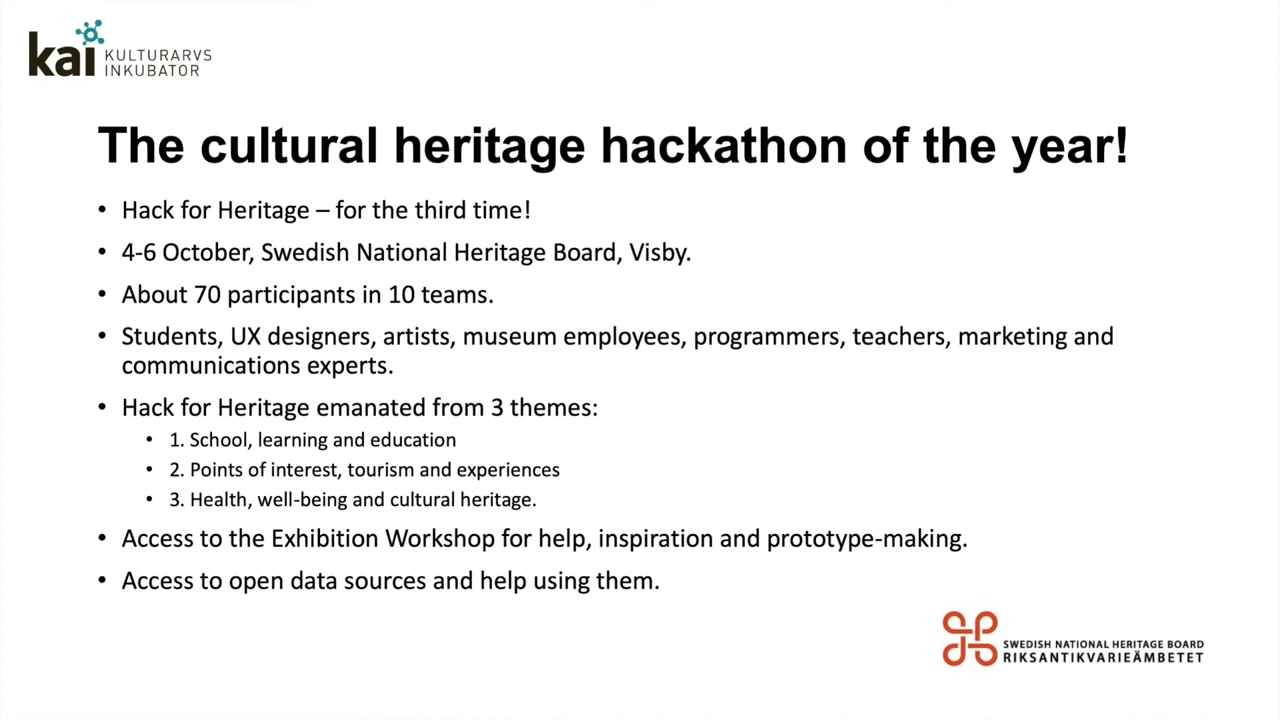 kai KULTURARVS
INKUBATOR
The cultural heritage hackathon of the year!
• Hack for Heritage – for the third time!
• 4-6 October, Swedish National Heritage Board, Visby.
• About 70 participants in 10 teams.
• Students, UX designers, artists, museum employees, programmers, teachers, marketing and
communications experts.
• Hack for Heritage emanated from 3 themes:
• 1. School, learning and education
• 2. Points of interest, tourism and experiences
• 3. Health, well-being and cultural heritage.
• Access to the Exhibition Workshop for help, inspiration and prototype-making.
• Access to open data sources and help using them.
SWEDISH NATIONAL HERITAGE BOARD
RIKSANTIKVARIEÄMBETET